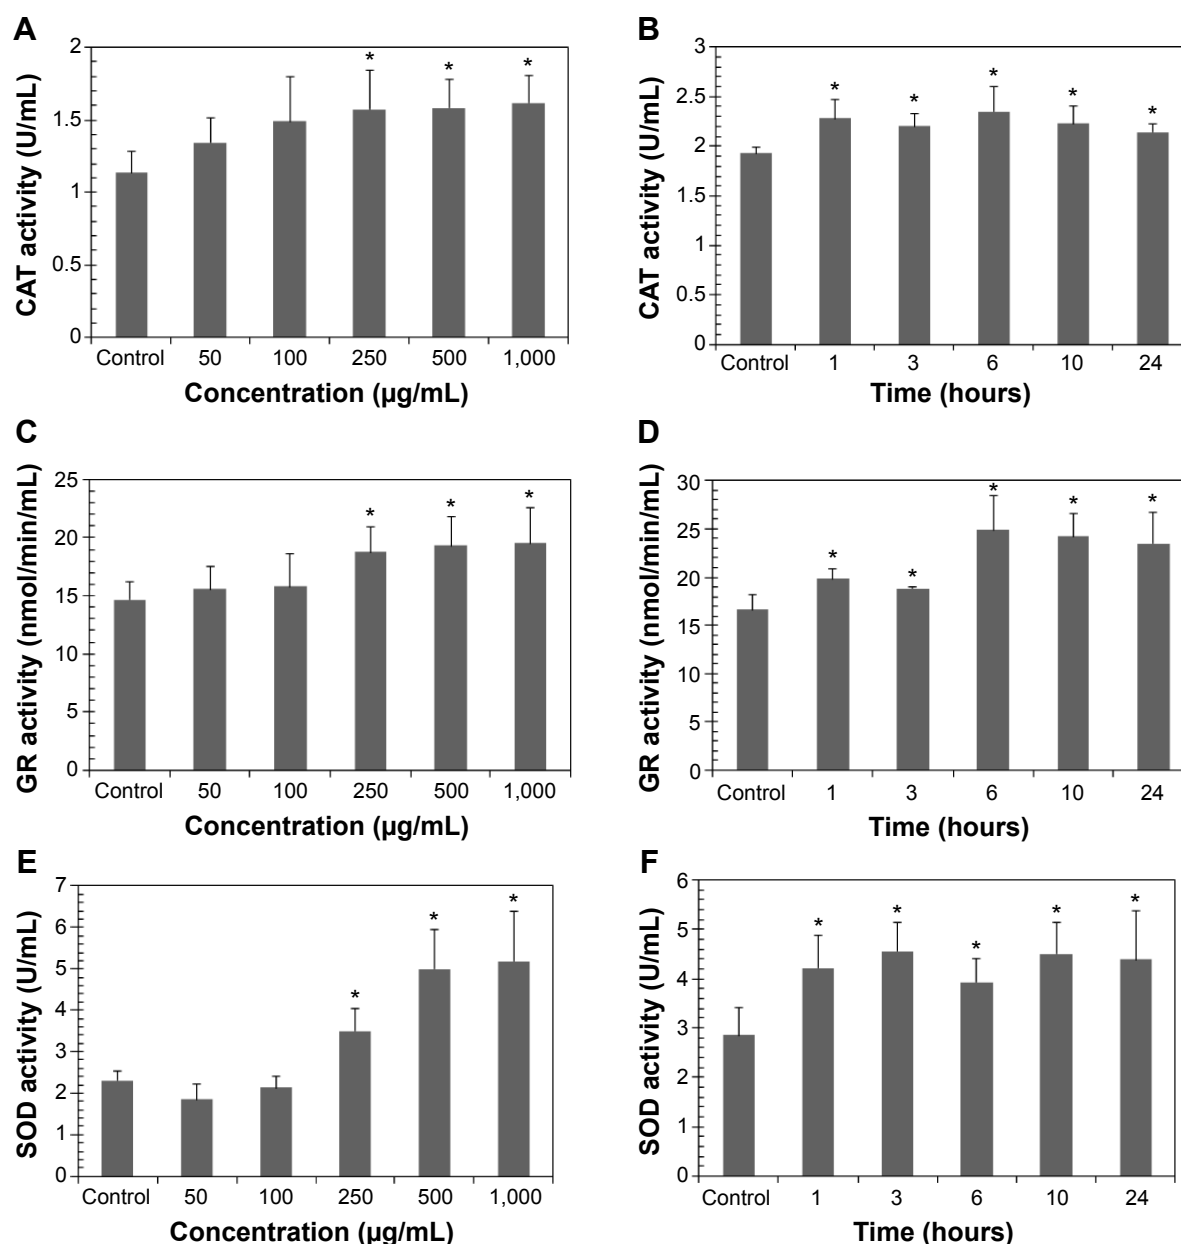 A
CAT activity (U/mL)
2
1.5
1
0.5
0
* * *
Control 50 100 250 500 1,000
Concentration (µg/mL)
B
CAT activity (U/mL)
3
2.5
2
1.5
1
0.5
0
* * * * *
Control 1 3 6 10 24
Time (hours)
C
GR activity (nmol/min/mL)
25
20
15
10
5
0
* * *
Control 50 100 250 500 1,000
Concentration (µg/mL)
D
GR activity (nmol/min/mL)
30
25
20
15
10
5
0
* * * * *
Control 1 3 6 10 24
Time (hours)
E
SOD activity (U/mL)
7
6
5
4
3
2
1
0
* * *
Control 50 100 250 500 1,000
Concentration (µg/mL)
F
SOD activity (U/mL)
6
5
4
3
2
1
0
* * * * *
Control 1 3 6 10 24
Time (hours)